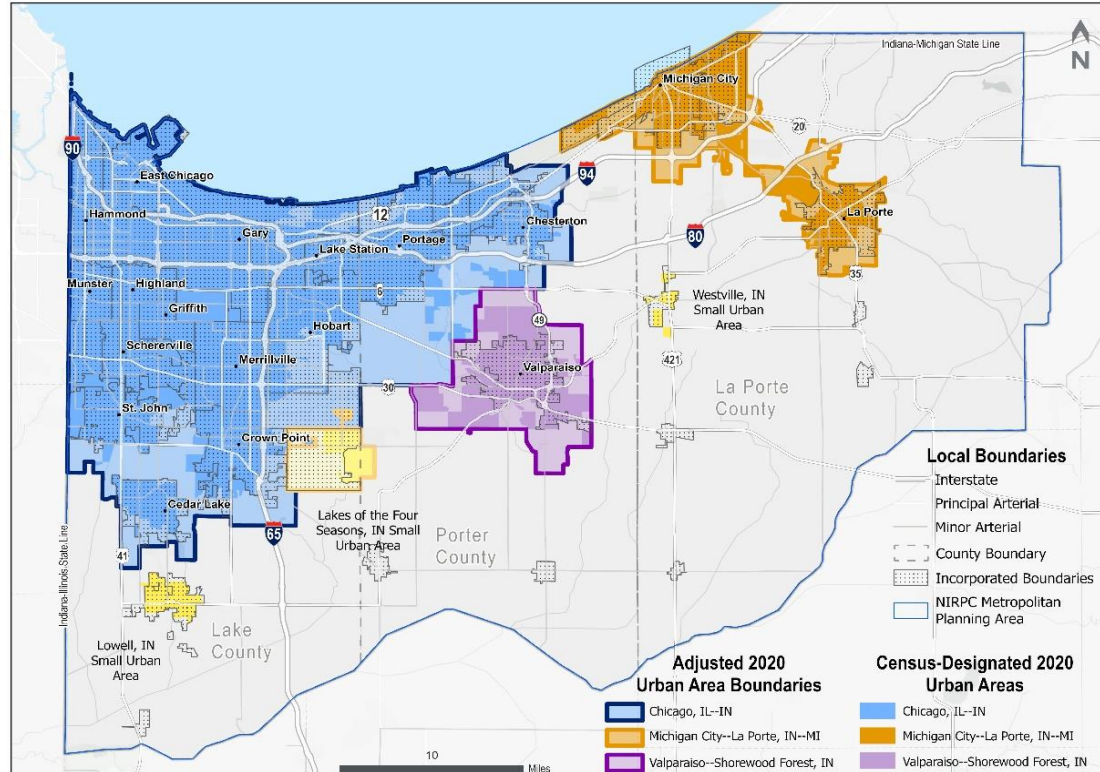 Indiana-Michigan State Line
N
Michigan City
20
90
East Chicago
94
12
Hammond
Gary
Chesterton
La Porte
Portage
80
Lake Station
35
Munster
Highland
6
Westville, IN
Small Urban
Area
Griffith
49
Hobart
Schererville
Merrillville
421
Valparaiso
30
La Porte
County
St. John
Crown Point
Local Boundaries
Interstate
Principal Arterial
Minor Arterial
County Boundary
Incorporated Boundaries
NIRPC Metropolitan
Planning Area
Cedar Lake
Lakes of the Four
Seasons, IN Small
Urban Area
65
Porter
County
41
Indiana-Illinois State Line
Lake
County
Lowell, IN
Small Urban
Area
Adjusted 2020
Urban Area Boundaries
Chicago, IL--IN
Michigan City--La Porte, IN--MI
Valparaiso--Shorewood Forest, IN
Census-Designated 2020
Urban Areas
Chicago, IL--IN
Michigan City--La Porte, IN--MI
Valparaiso--Shorewood Forest, IN
10
Miles